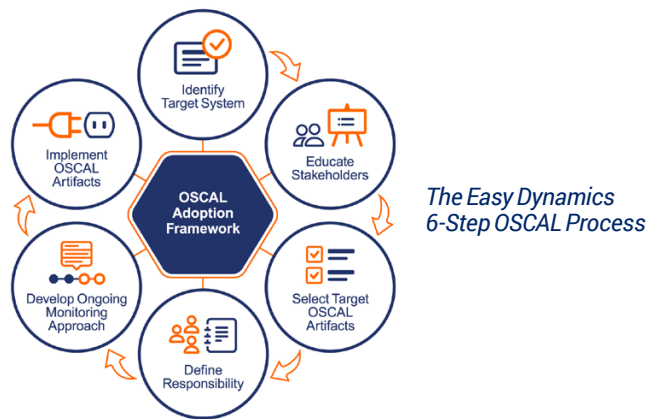 Identify
Target System
Educate
Stakeholders
Select Target
OSCAL
Artifacts
Define
Responsibility
Develop Ongoing
Monitoring
Approach
Implement
OSCAL
Artifacts
OSCAL
Adoption
Framework
The Easy Dynamics
6-Step OSCAL Process